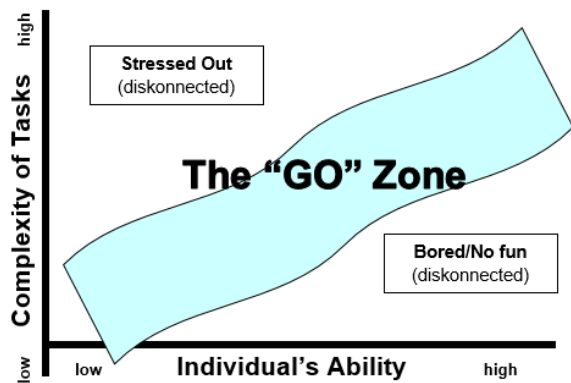 high
Stressed Out
(diskonnected)
Complexity of Tasks
The “GO” Zone
Bored/No fun
(diskonnected)
low
low
Individual's Ability
high